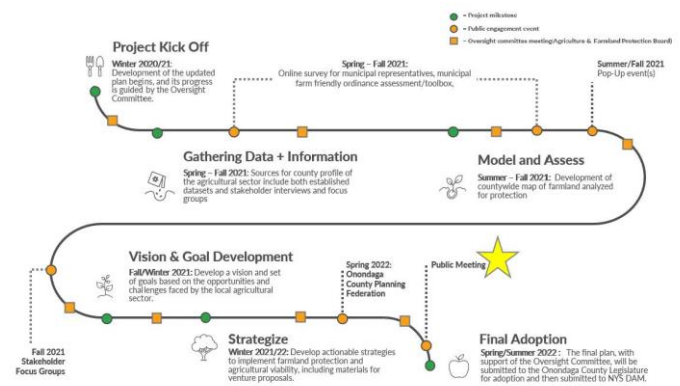 = Project milestone
= Public engagement event
= Oversight committee meeting(Agriculture & Farmland Protection Board)
Project Kick Off
Winter 2020/21:
Development of the updated
plan begins, and its progress
is guided by the Oversight
Committee.
Spring – Fall 2021:
Online survey for municipal representatives, municipal
farm friendly ordinance assessment/toolbox,
Summer/Fall 2021
Pop-Up event(s)
Gathering Data + Information
Spring – Fall 2021: Sources for county profile of
the agricultural sector include both established
datasets and stakeholder interviews and focus
groups
Model and Assess
Summer – Fall 2021: Development of
countywide map of farmland analyzed
for protection
Vision & Goal Development
Fall/Winter 2021: Develop a vision and set
of goals based on the opportunities and
challenges faced by the local agricultural
sector.
Spring 2022:
Onondaga
County Planning
Federation
Public Meeting
Fall 2021
Stakeholder
Focus Groups
Strategize
Winter 2021/22: Develop actionable strategies
to implement farmland protection and
agricultural viability, including materials for
venture proposals.
Final Adoption
Spring/Summer 2022 : The final plan, with
support of the Oversight Committee, will be
submitted to the Onondaga County Legislature
for adoption and then submitted to NYS DAM.